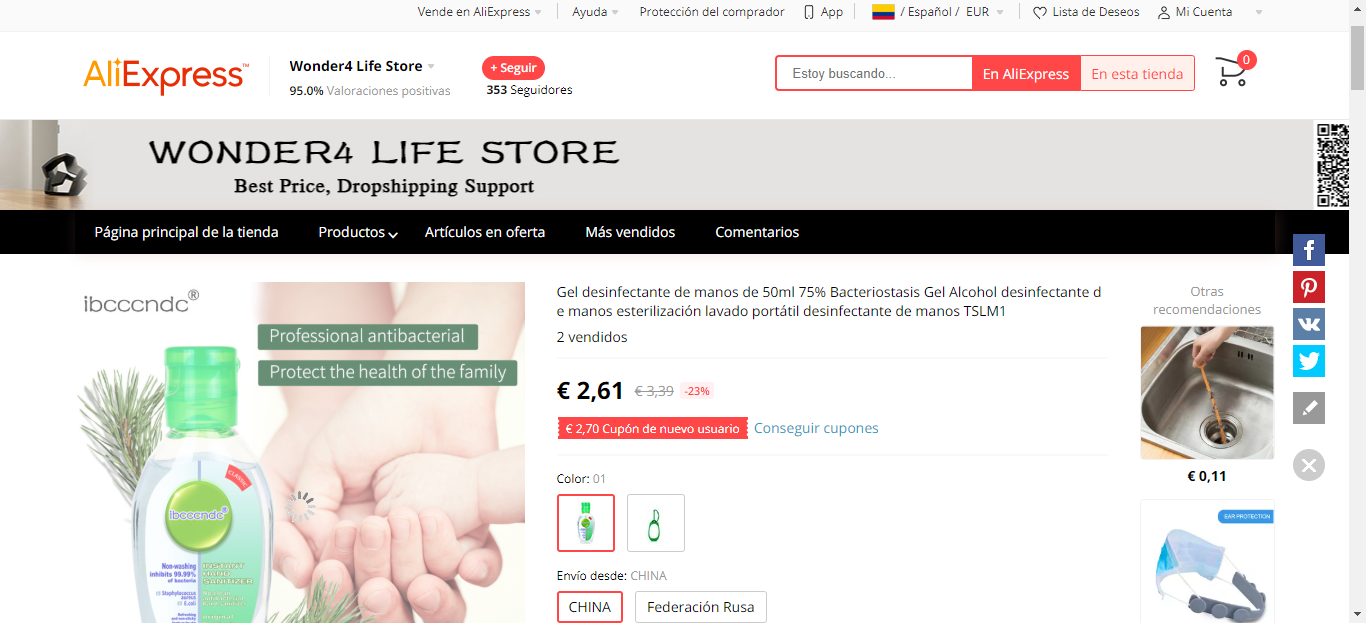 Vende en AliExpress
Ayuda
Protección del comprador
App
/ Español / EUR
Lista de Deseos
Mi Cuenta
AliExpress™
Wonder4 Life Store
95.0% Valoraciones positivas
+ Seguir
353 Seguidores
Estoy buscando...
En AliExpress
En esta tienda
0
WONDER4 LIFE STORE
Best Price, Dropshipping Support
Página principal de la tienda
Productos
Artículos en oferta
Más vendidos
Comentarios
ibcccndc®
Professional antibacterial
Protect the health of the family
CLASSIC
ibcccndc®
Non-washing
inhibits 99.99%
of bacteria
INSTANT
HAND
SANITIZER
Staphylococcus
aureus
E.coli
original
Gel desinfectante de manos de 50ml 75% Bacteriostasis Gel Alcohol desinfectante d
e manos esterilización lavado portátil desinfectante de manos TSLM1
2 vendidos
€ 2,61 € 3,39 -23%
€ 2,70 Cupón de nuevo usuario
Conseguir cupones
Color: 01
Envío desde: CHINA
CHINA
Federación Rusa
Otras
recomendaciones
€ 0,11
EAR PROTECTION